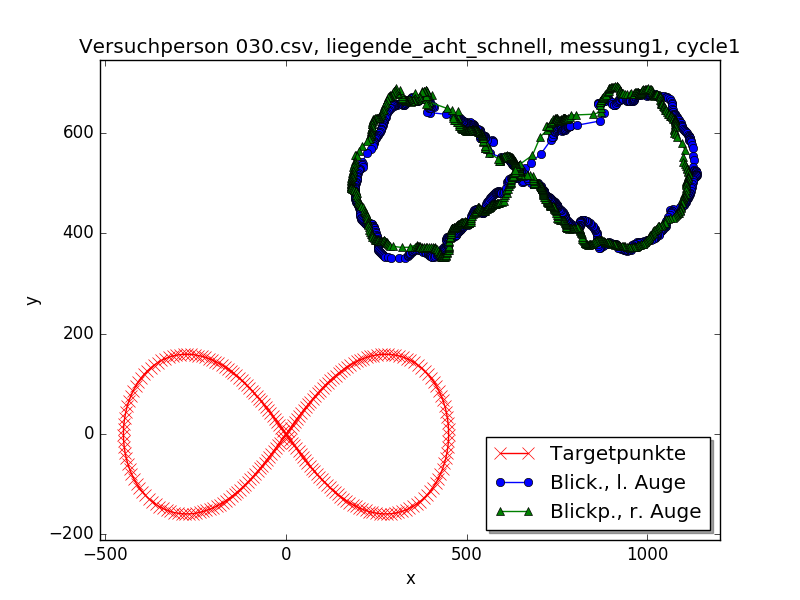 Versuchperson 030.csv, liegende_acht_schnell, messung1, cycle1
600
400
200
0
−200
y
−500
0
500
1000
x
Targetpunkte
Blick., l. Auge
Blickp., r. Auge